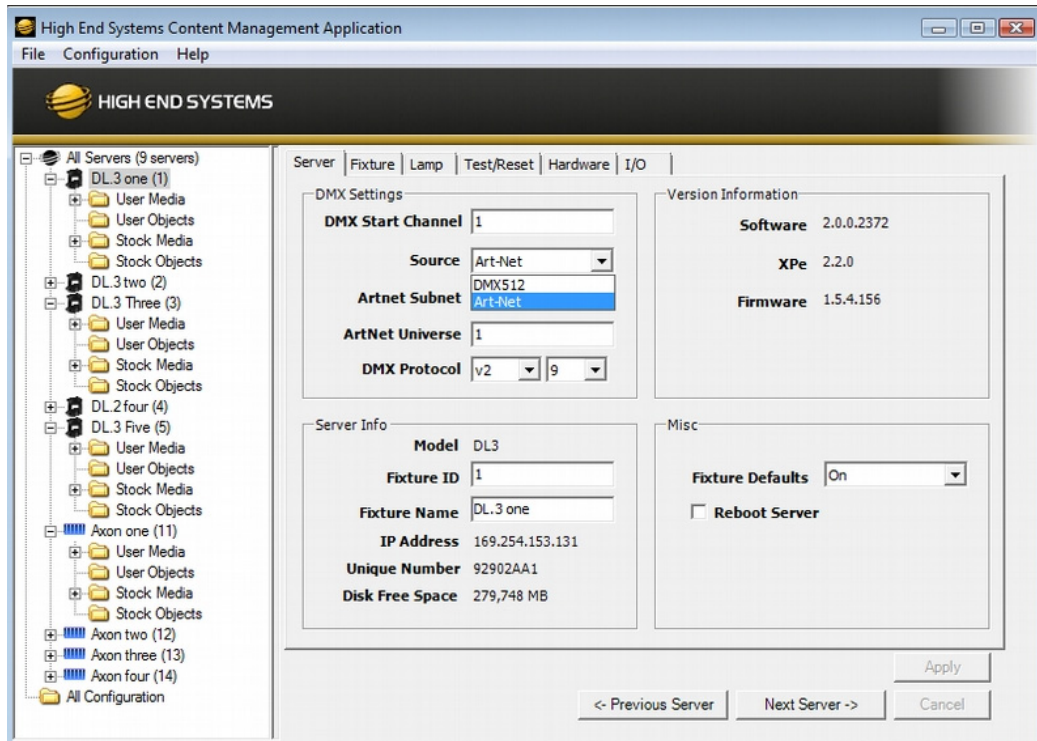 High End Systems Content Management Application
File Configuration Help
HIGH END SYSTEMS
All Servers (9 servers)
DL.3 one (1)
User Media
User Objects
Stock Media
Stock Objects
DL.3 two (2)
DL.3 Three (3)
User Media
User Objects
Stock Media
Stock Objects
DL.2 four (4)
DL.3 Five (5)
User Media
User Objects
Stock Media
Stock Objects
Axon one (11)
User Media
User Objects
Stock Media
Stock Objects
Axon two (12)
Axon three (13)
Axon four (14)
All Configuration
Server Fixture Lamp Test/Reset Hardware I/O
DMX Settings
DMX Start Channel 1
Source Art-Net
DMX512
Artnet Subnet Art-Net
ArtNet Universe 1
DMX Protocol v2 9
Version Information
Software 2.0.0.2372
XPe 2.2.0
Firmware 1.5.4.156
Server Info
Model DL3
Fixture ID 1
Fixture Name DL.3 one
IP Address 169.254.153.131
Unique Number 92902AA1
Disk Free Space 279,748 MB
Misc
Fixture Defaults On
Reboot Server
Apply
<- Previous Server Next Server -> Cancel